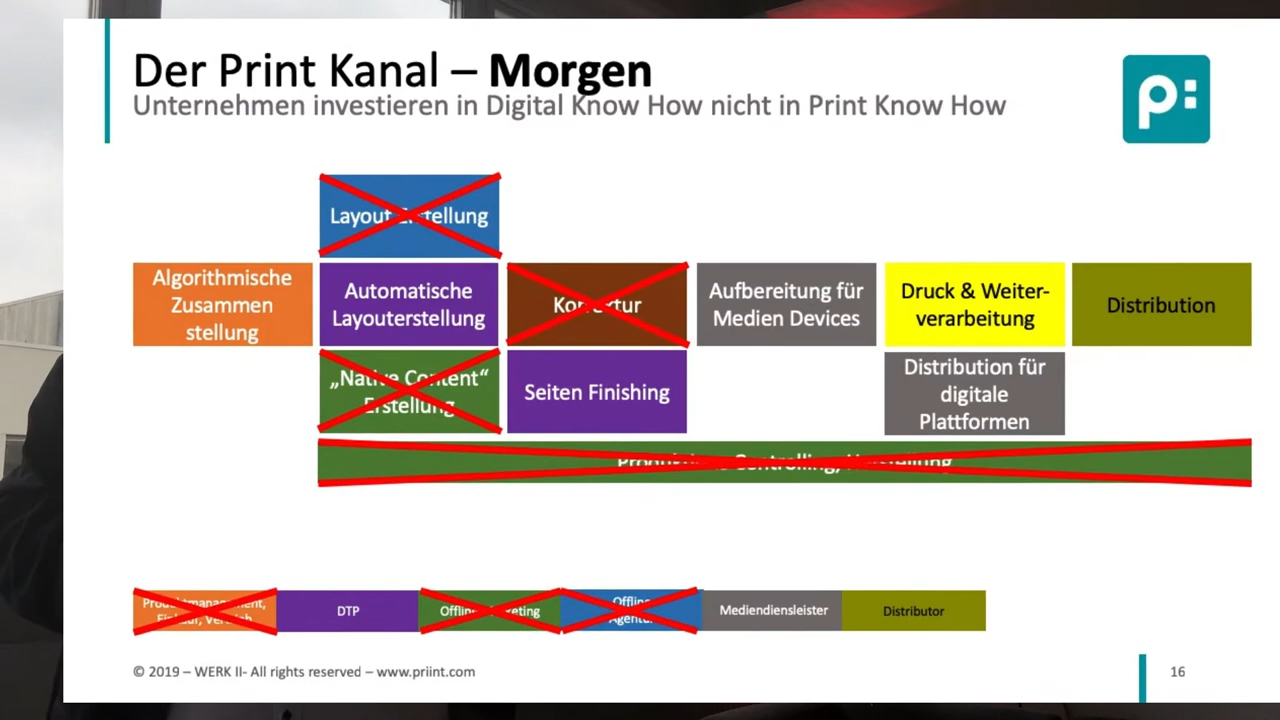 Der Print Kanal – Morgen
Unternehmen investieren in Digital Know How nicht in Print Know How
p:
Layout Erstellung
Algorithmische
Zusammen
stellung
Automatische
Layouterstellung
Korrektur
Aufbereitung für
Medien Devices
Druck & Weiter-
verarbeitung
Distribution
„Native Content“
Erstellung
Seiten Finishing
Distribution für
digitale
Plattformen
Controlling, Herstellung
Produktmanagement,
Einkauf, Vertrieb
DTP
Offline Marketing
Offline
Agentur
Mediendiensleister
Distributor
© 2019 – WERK II- All rights reserved – www.priint.com
16